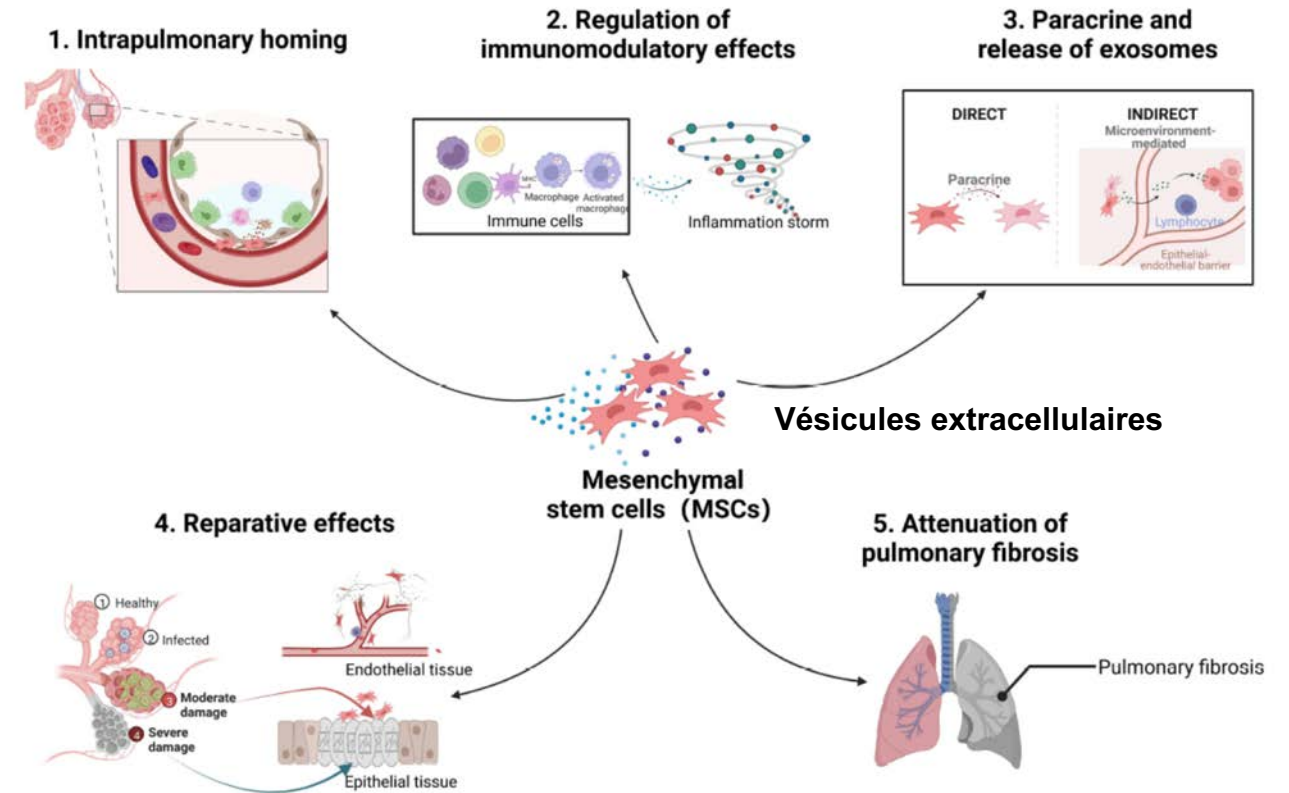 1. Intrapulmonary homing
2. Regulation of
immunomodulatory effects
MHC
II
Macrophage
Activated
macrophage
Immune cells
Inflammation storm
3. Paracrine and
release of exosomes
DIRECT
Paracrine
INDIRECT
Microenvironment-
mediated
Lymphocyte
Epithelial-
endothelial barrier
Vésicules extracellulaires
Mesenchymal
stem cells (MSCs)
4. Reparative effects
1 Healthy
2 Infected
3 Moderate
damage
4 Severe
damage
Endothelial tissue
Epithelial tissue
5. Attenuation of
pulmonary fibrosis
Pulmonary fibrosis